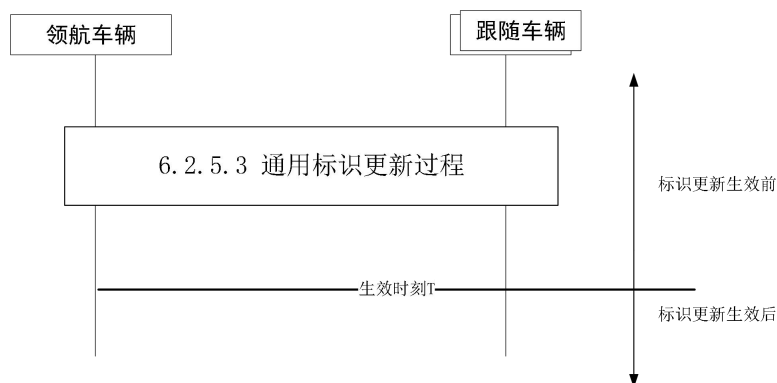 领航车辆
跟随车辆
6.2.5.3 通用标识更新过程
标识更新生效前
生效时刻T
标识更新生效后